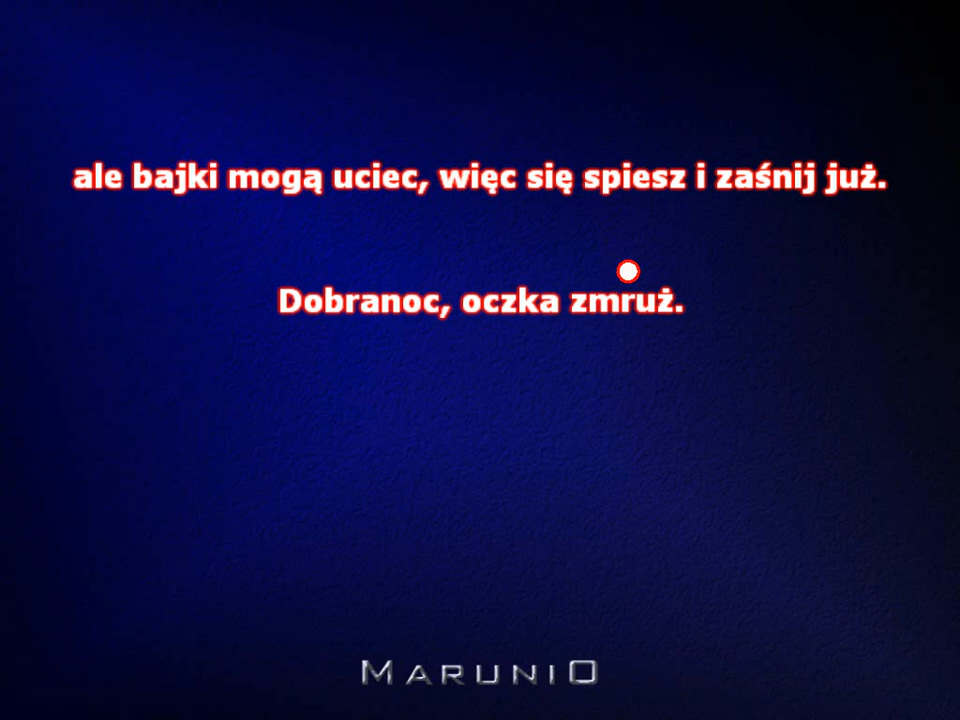 ale bajki mogą uciec, więc się spiesz i zaśnij już.
Dobranoc, oczka zmruż.
MARUNIO